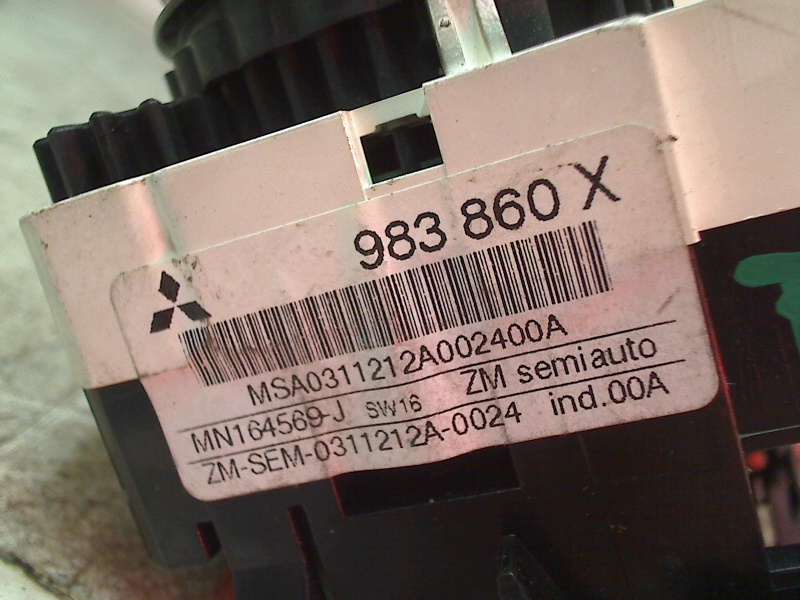 983 860 X
MSA0311212A002400A
MN164569-J SW16 ZM semiauto
ZM-SEM-0311212A-0024 ind.00A